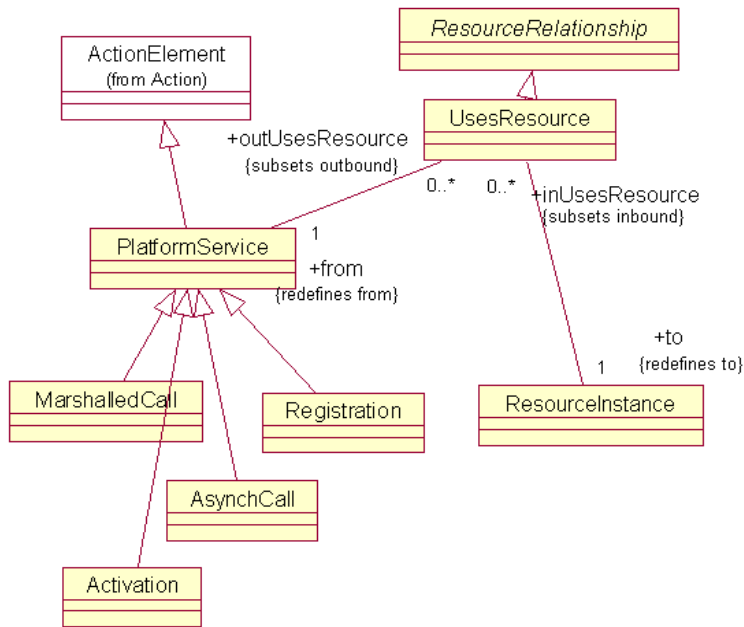 ResourceRelationship
ActionElement
(from Action)
UsesResource
+outUsesResource
{subsets outbound}
0..*
0..*
+inUsesResource
{subsets inbound}
1
PlatformService
+from
{redefines from}
+to
1
{redefines to}
MarshalledCall
Registration
ResourceInstance
AsynchCall
Activation